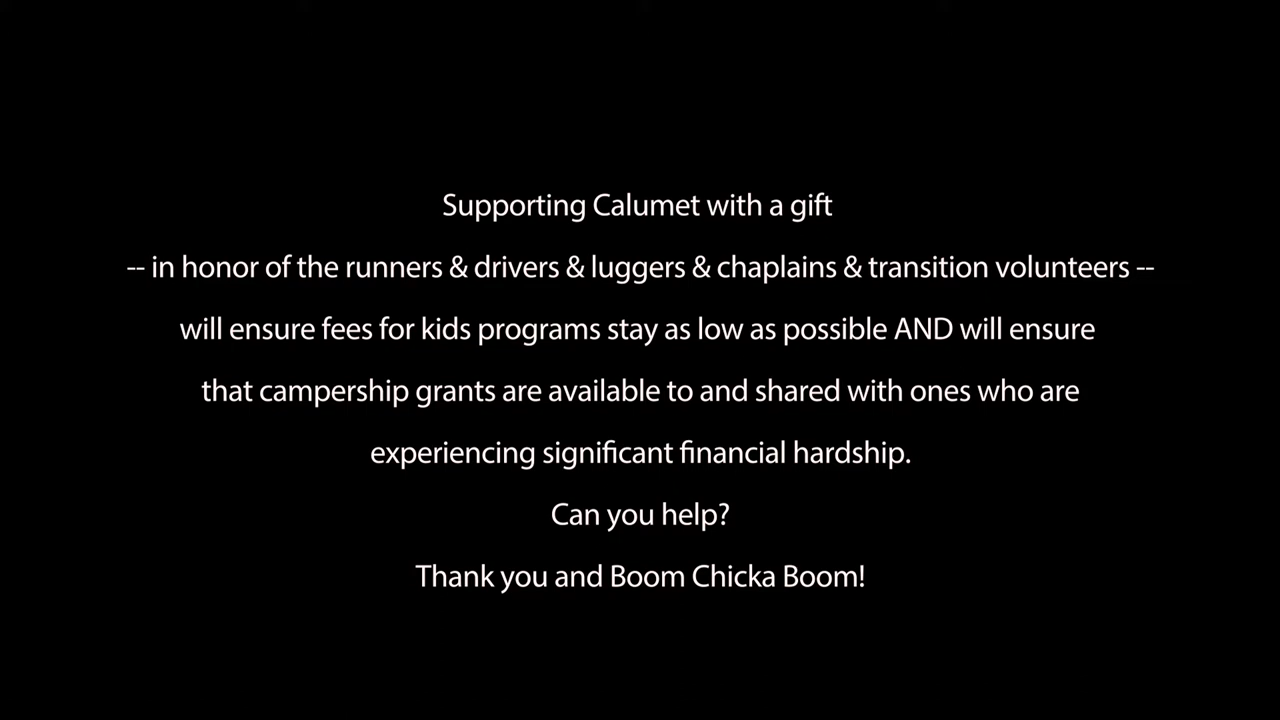 Supporting Calumet with a gift
-- in honor of the runners & drivers & luggers & chaplains & transition volunteers --
will ensure fees for kids programs stay as low as possible AND will ensure
that campership grants are available to and shared with ones who are
experiencing significant financial hardship.
Can you help?
Thank you and Boom Chicka Boom!